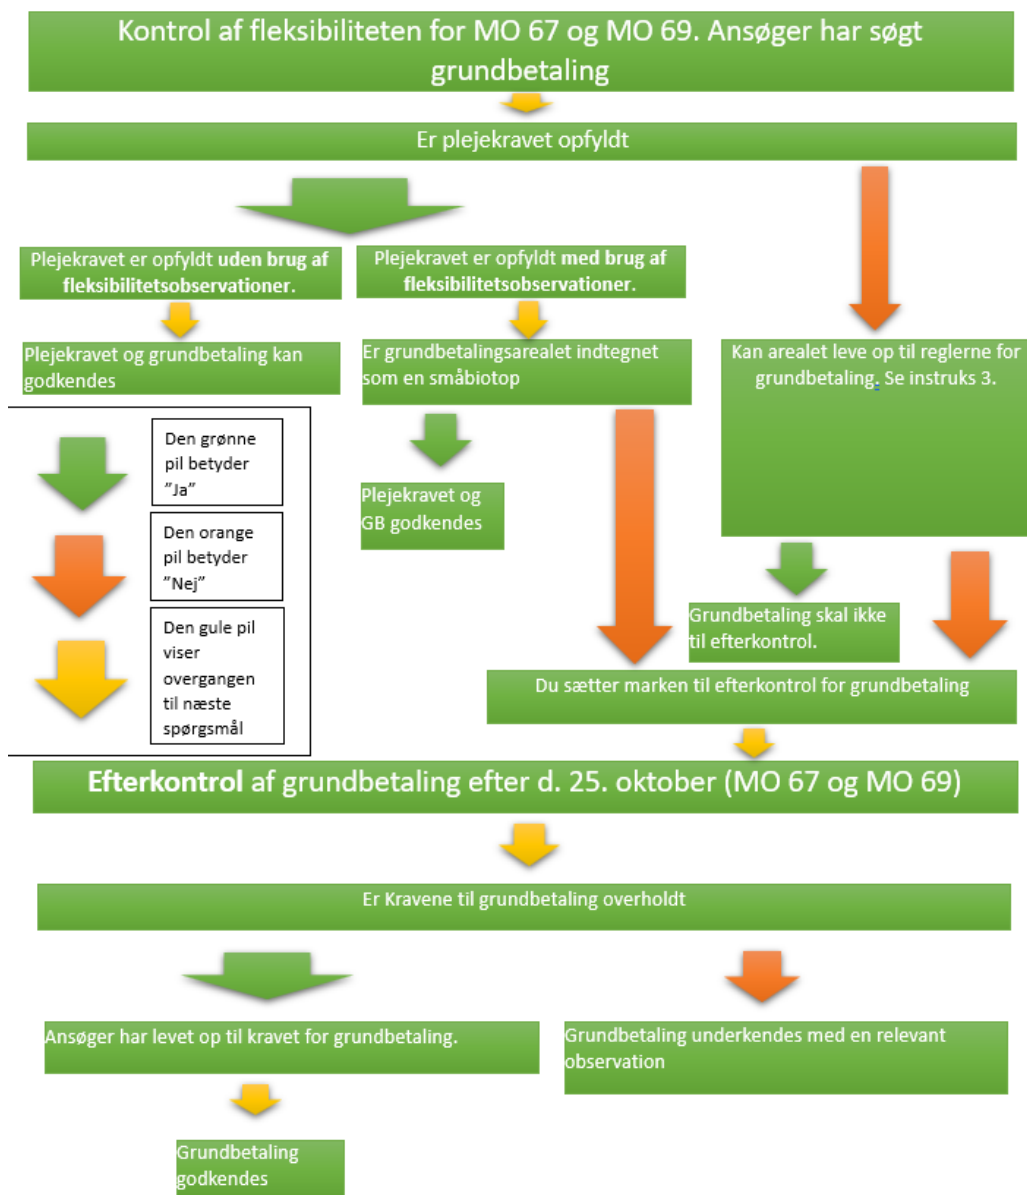 Kontrol af fleksibiliteten for MO 67 og MO 69. Ansøger har søgt
grundbetaling
Er plejekravet opfyldt
Plejekravet er opfyldt uden brug af
fleksibilitetsobservationer.
Plejekravet er opfyldt med brug af
fleksibilitetsobservationer.
Plejekravet og grundbetaling kan
godkendes
Er grundbetalingsarealet indtegnet
som en småbiotop
Kan arealet leve op til reglerne for
grundbetaling. Se instruks 3.
Den grønne
pil betyder
”Ja”
Den orange
pil betyder
”Nej”
Den gule pil
viser
overgangen
til næste
spørgsmål
Plejekravet og
GB godkendes
Grundbetaling skal ikke
til efterkontrol.
Du sætter marken til efterkontrol for grundbetaling
Efterkontrol af grundbetaling efter d. 25. oktober (MO 67 og MO 69)
Er Kravene til grundbetaling overholdt
Ansøger har levet op til kravet for grundbetaling.
Grundbetaling underkendes med en relevant
observation
Grundbetaling
godkendes